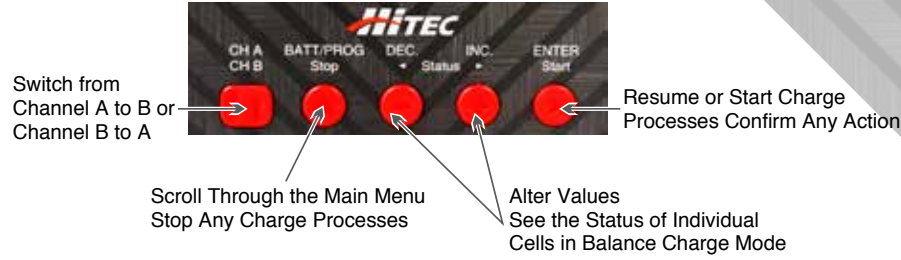 HiTEC
CH A BATT/PROG DEC. INC. ENTER
CH B Stop ◄ Status ► Start
Switch from
Channel A to B or
Channel B to A
Resume or Start Charge
Processes Confirm Any Action
Scroll Through the Main Menu
Stop Any Charge Processes
Alter Values
See the Status of Individual
Cells in Balance Charge Mode